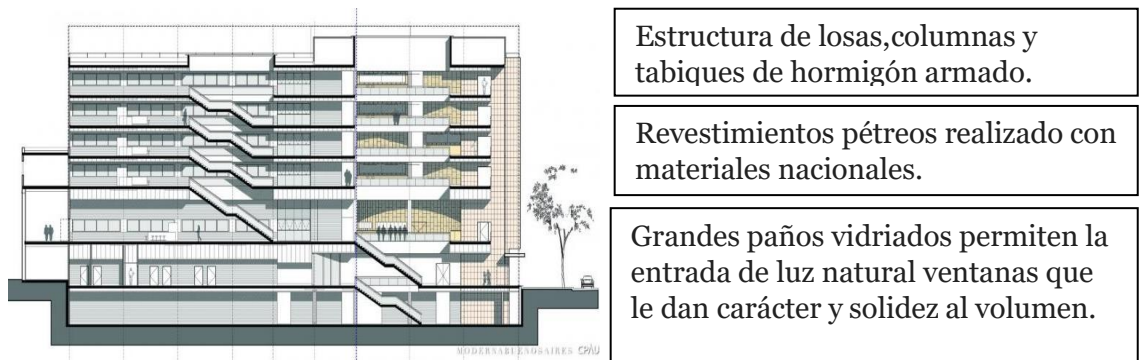 Estructura de losas,columnas y
tabiques de hormigón armado.
Revestimientos pétreos realizado con
materiales nacionales.
Grandes paños vidriados permiten la
entrada de luz natural ventanas que
le dan carácter y solidez al volumen.
MODERNABUENOSAIRES CPAU